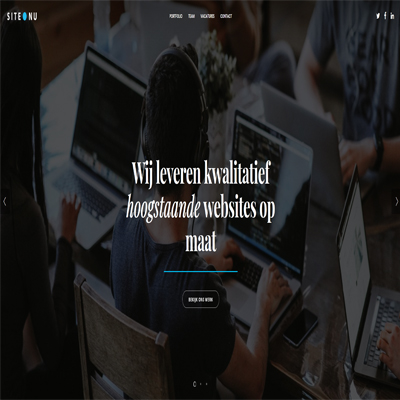 SITE NU
PORTFOLIO TEAM VACATURES CONTACT
Wij leveren kwalitatief
hoogstaande websites op
maat
BEKIJK ONS WERK